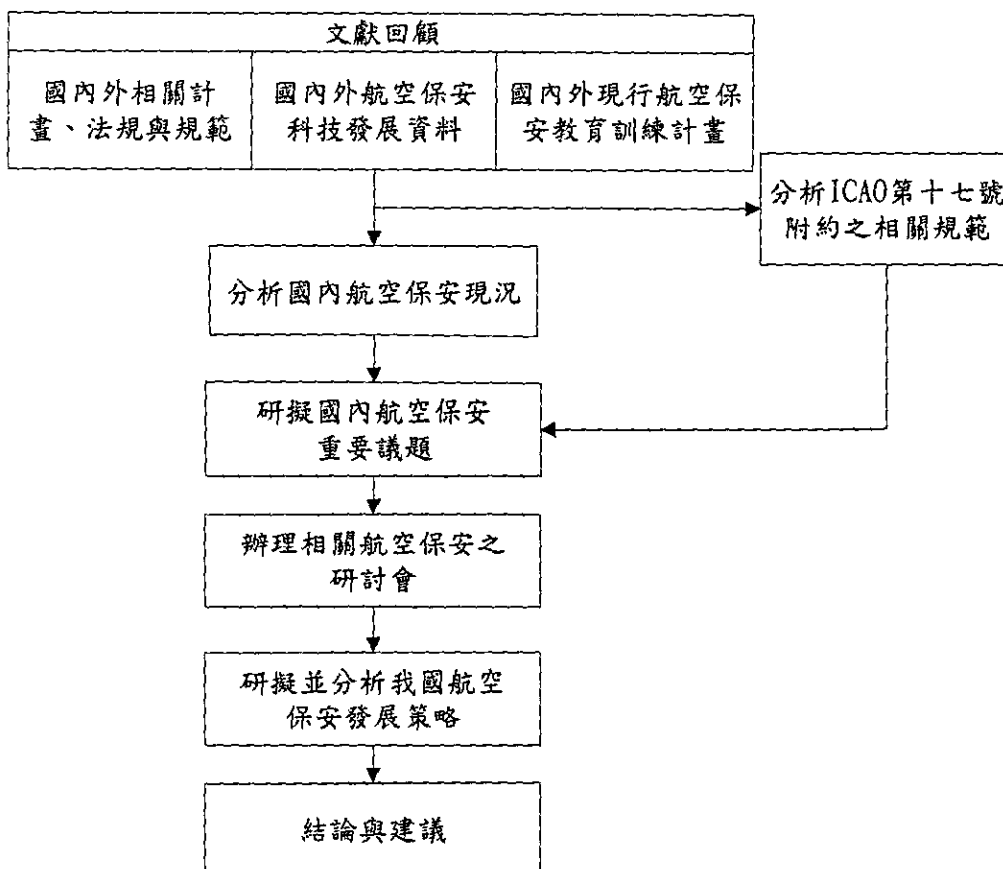 文獻回顧
國內外相關計
畫、法規與規範
國內外航空保安
科技發展資料
國內外現行航空保
安教育訓練計畫
分析ICAO第十七號
附約之相關規範
分析國內航空保安現況
研擬國內航空保安
重要議題
辦理相關航空保安之
研討會
研擬並分析我國航空
保安發展策略
結論與建議